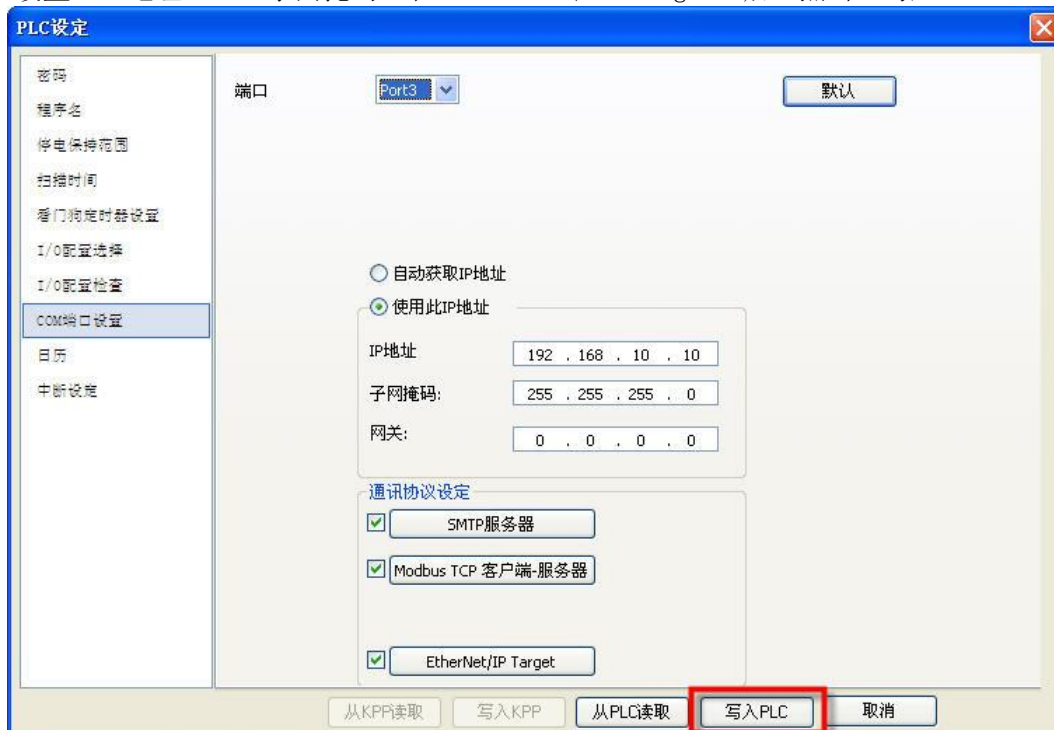 PLC设定
密码
程序名
停电保持范围
扫描时间
看门狗定时器设置
I/O配置选择
I/O配置检查
COM端口设置
日历
中断设定
端口 Port3 默认
自动获取IP地址
使用此IP地址
IP地址 192 . 168 . 10 . 10
子网掩码: 255 . 255 . 255 . 0
网关: 0 . 0 . 0 . 0
通讯协议设定
SMTP服务器
Modbus TCP 客户端-服务器
EtherNet/IP Target
从KPP读取 写入KPP 从PLC读取 写入PLC 取消